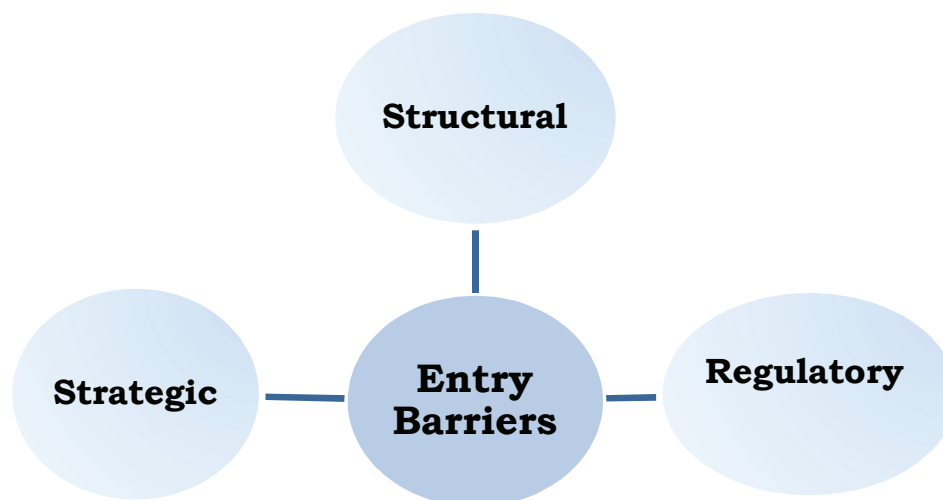 Structural
Strategic
Entry
Barriers
Regulatory